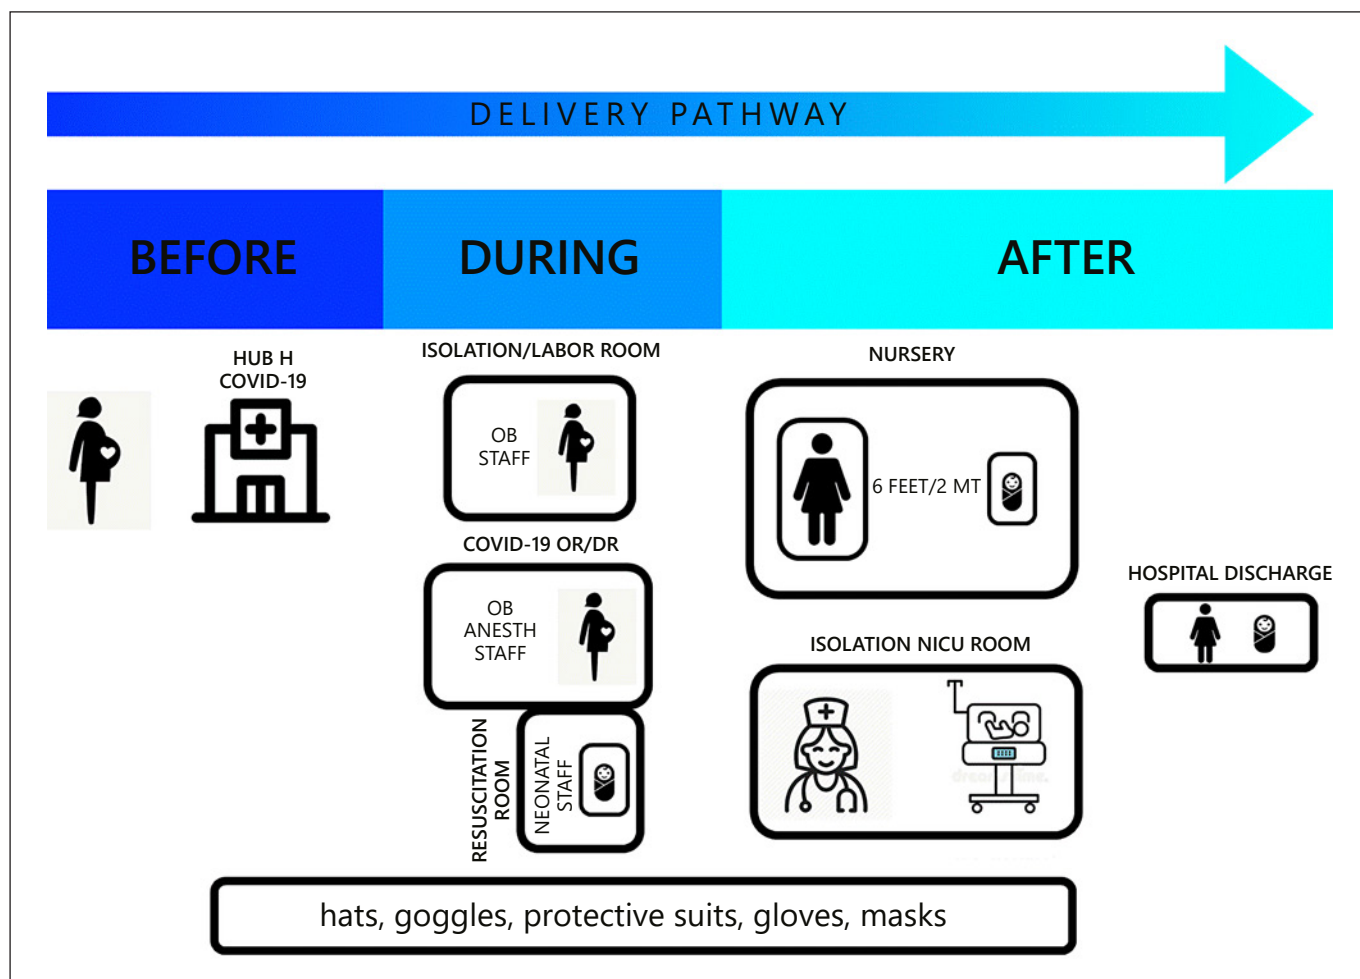 DELIVERY PATHWAY
BEFORE
DURING
AFTER
HUB H
COVID-19
ISOLATION/LABOR ROOM
OB
STAFF
COVID-19 OR/DR
OB
ANESTH
STAFF
RESUSCITATION
ROOM
NEONATAL
STAFF
NURSERY
6 FEET/2 MT
ISOLATION NICU ROOM
HOSPITAL DISCHARGE
hats, goggles, protective suits, gloves, masks